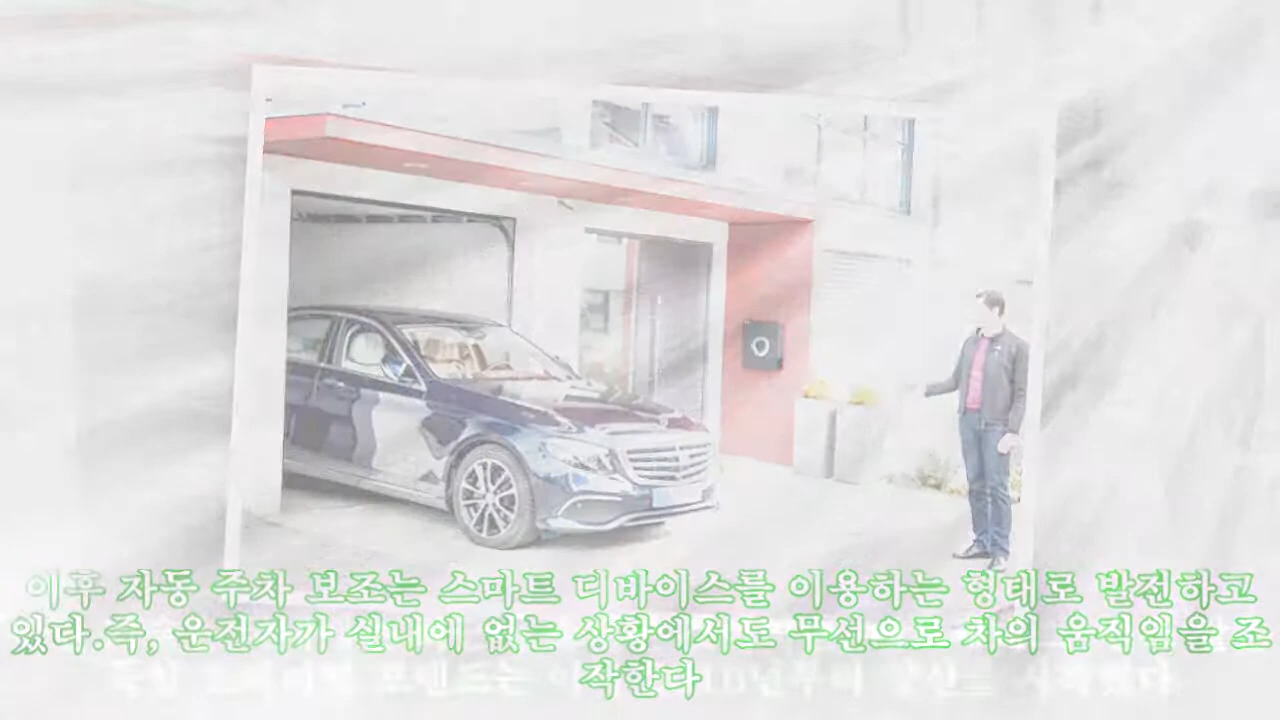 이후 자동 주차 보조는 스마트 디바이스를 이용하는 형태로 발전하고
있다.즉, 운전자가 실내에 없는 상황에서도 무선으로 차의 움직임을 조
작한다